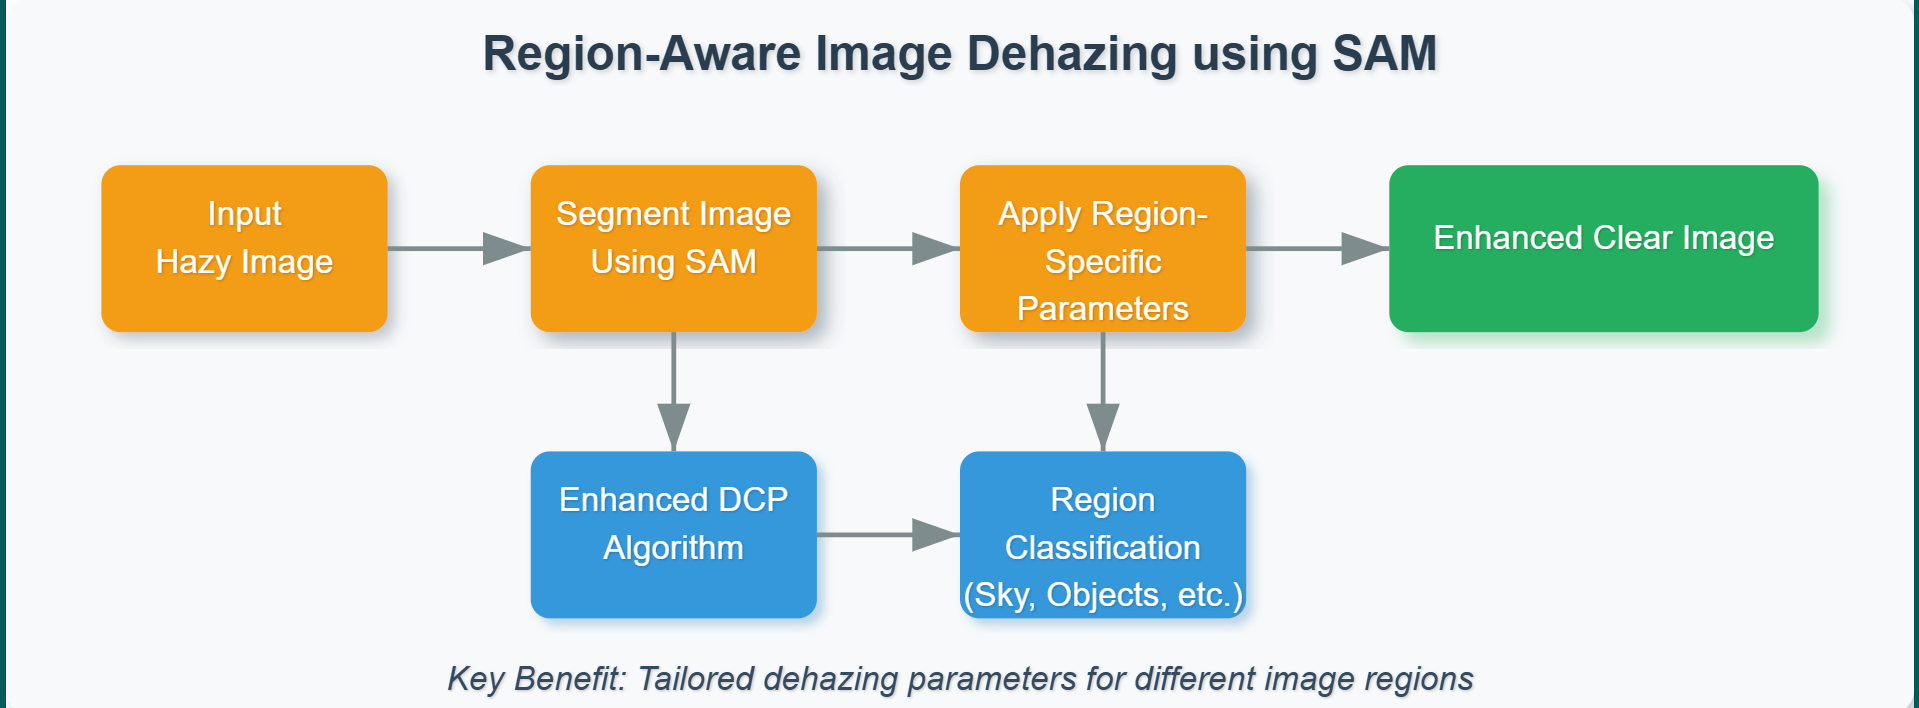 Region-Aware Image Dehazing using SAM
Input
Hazy Image
Segment Image
Using SAM
Apply Region-
Specific
Parameters
Enhanced Clear Image
Enhanced DCP
Algorithm
Region
Classification
(Sky, Objects, etc.)
Key Benefit: Tailored dehazing parameters for different image regions